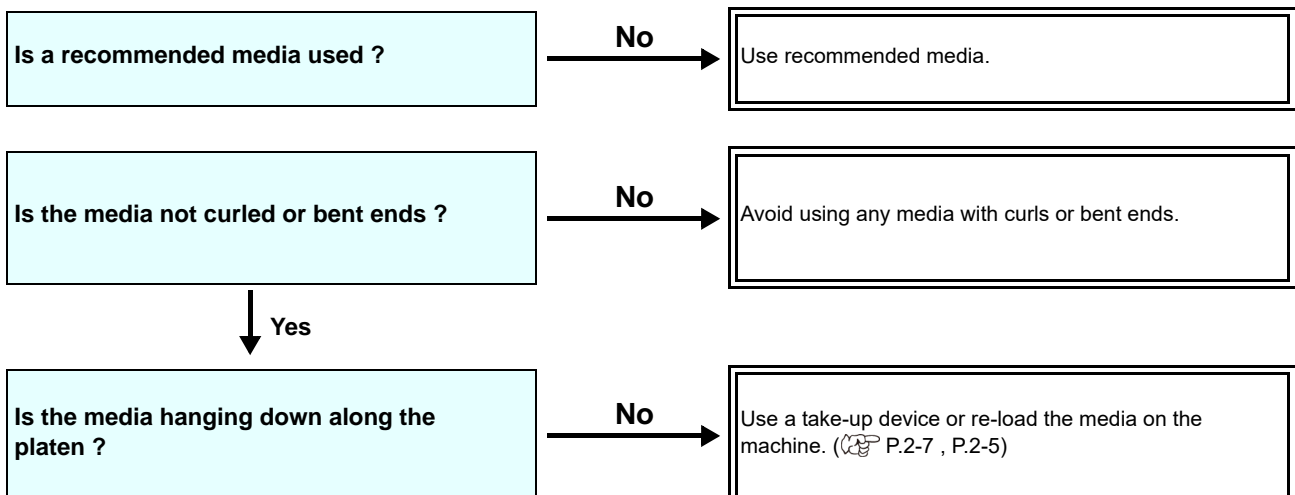 Is a recommended media used ?
No
Use recommended media.
Is the media not curled or bent ends ?
No
Avoid using any media with curls or bent ends.
Yes
Is the media hanging down along the
platen ?
No
Use a take-up device or re-load the media on the
machine. (P.2-7 , P.2-5)